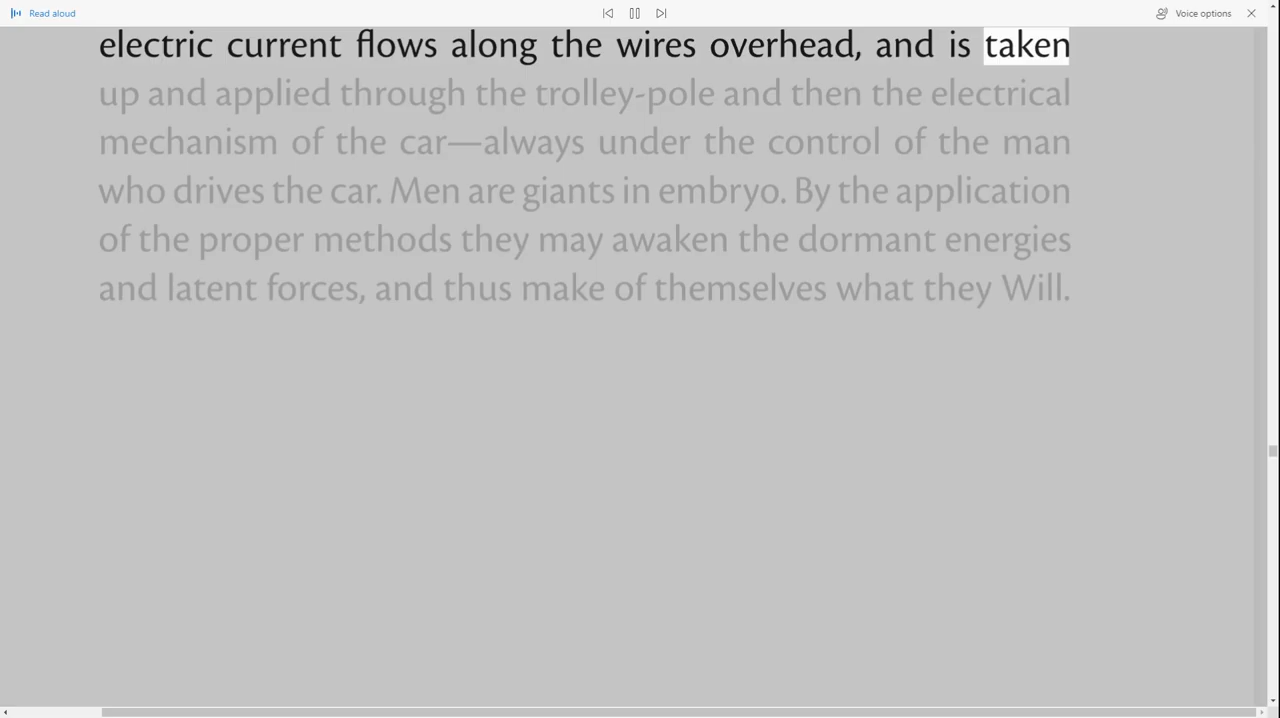 Read aloud
Voice options
electric current flows along the wires overhead, and is taken
up and applied through the trolley-pole and then the electrical
mechanism of the car—always under the control of the man
who drives the car. Men are giants in embryo. By the application
of the proper methods they may awaken the dormant energies
and latent forces, and thus make of themselves what they Will.